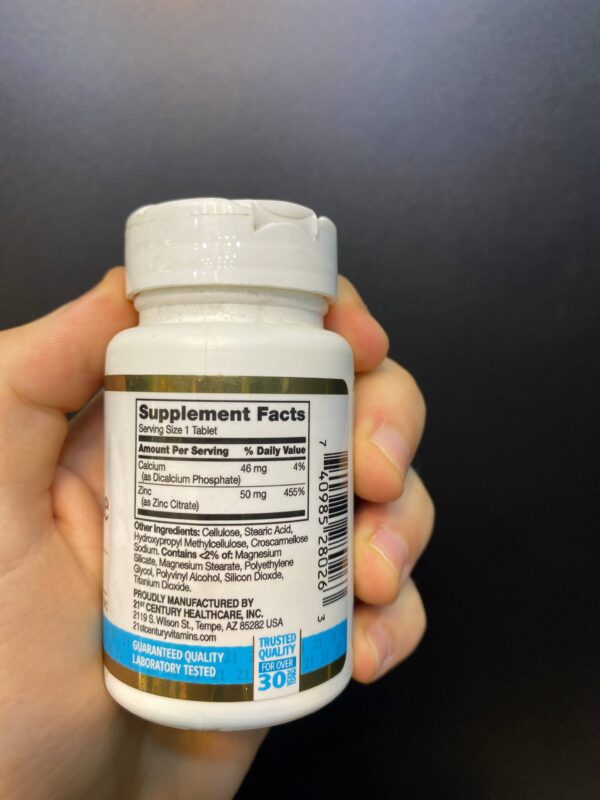 Supplement Facts
Serving Size 1 Tablet
Amount Per Serving % Daily Value
Calcium 46 mg 4%
(as Dicalcium Phosphate)
Zinc 50 mg 455%
(as Zinc Citrate)
Other Ingredients: Cellulose, Stearic Acid,
Hydroxypropyl Methylcellulose, Croscarmellose
Sodium. Contains <2% of: Magnesium
Silicate, Magnesium Stearate, Polyethylene
Glycol, Polyvinyl Alcohol, Silicon Dioxde,
Titanium Dioxide.
PROUDLY MANUFACTURED BY
21ST CENTURY HEALTHCARE, INC.
2119 S. Wilson St., Tempe, AZ 85282 USA
21stcenturyvitamins.com
GUARANTEED QUALITY
LABORATORY TESTED
TRUSTED
QUALITY
FOR OVER
30 YEARS
7 40985 28026 3